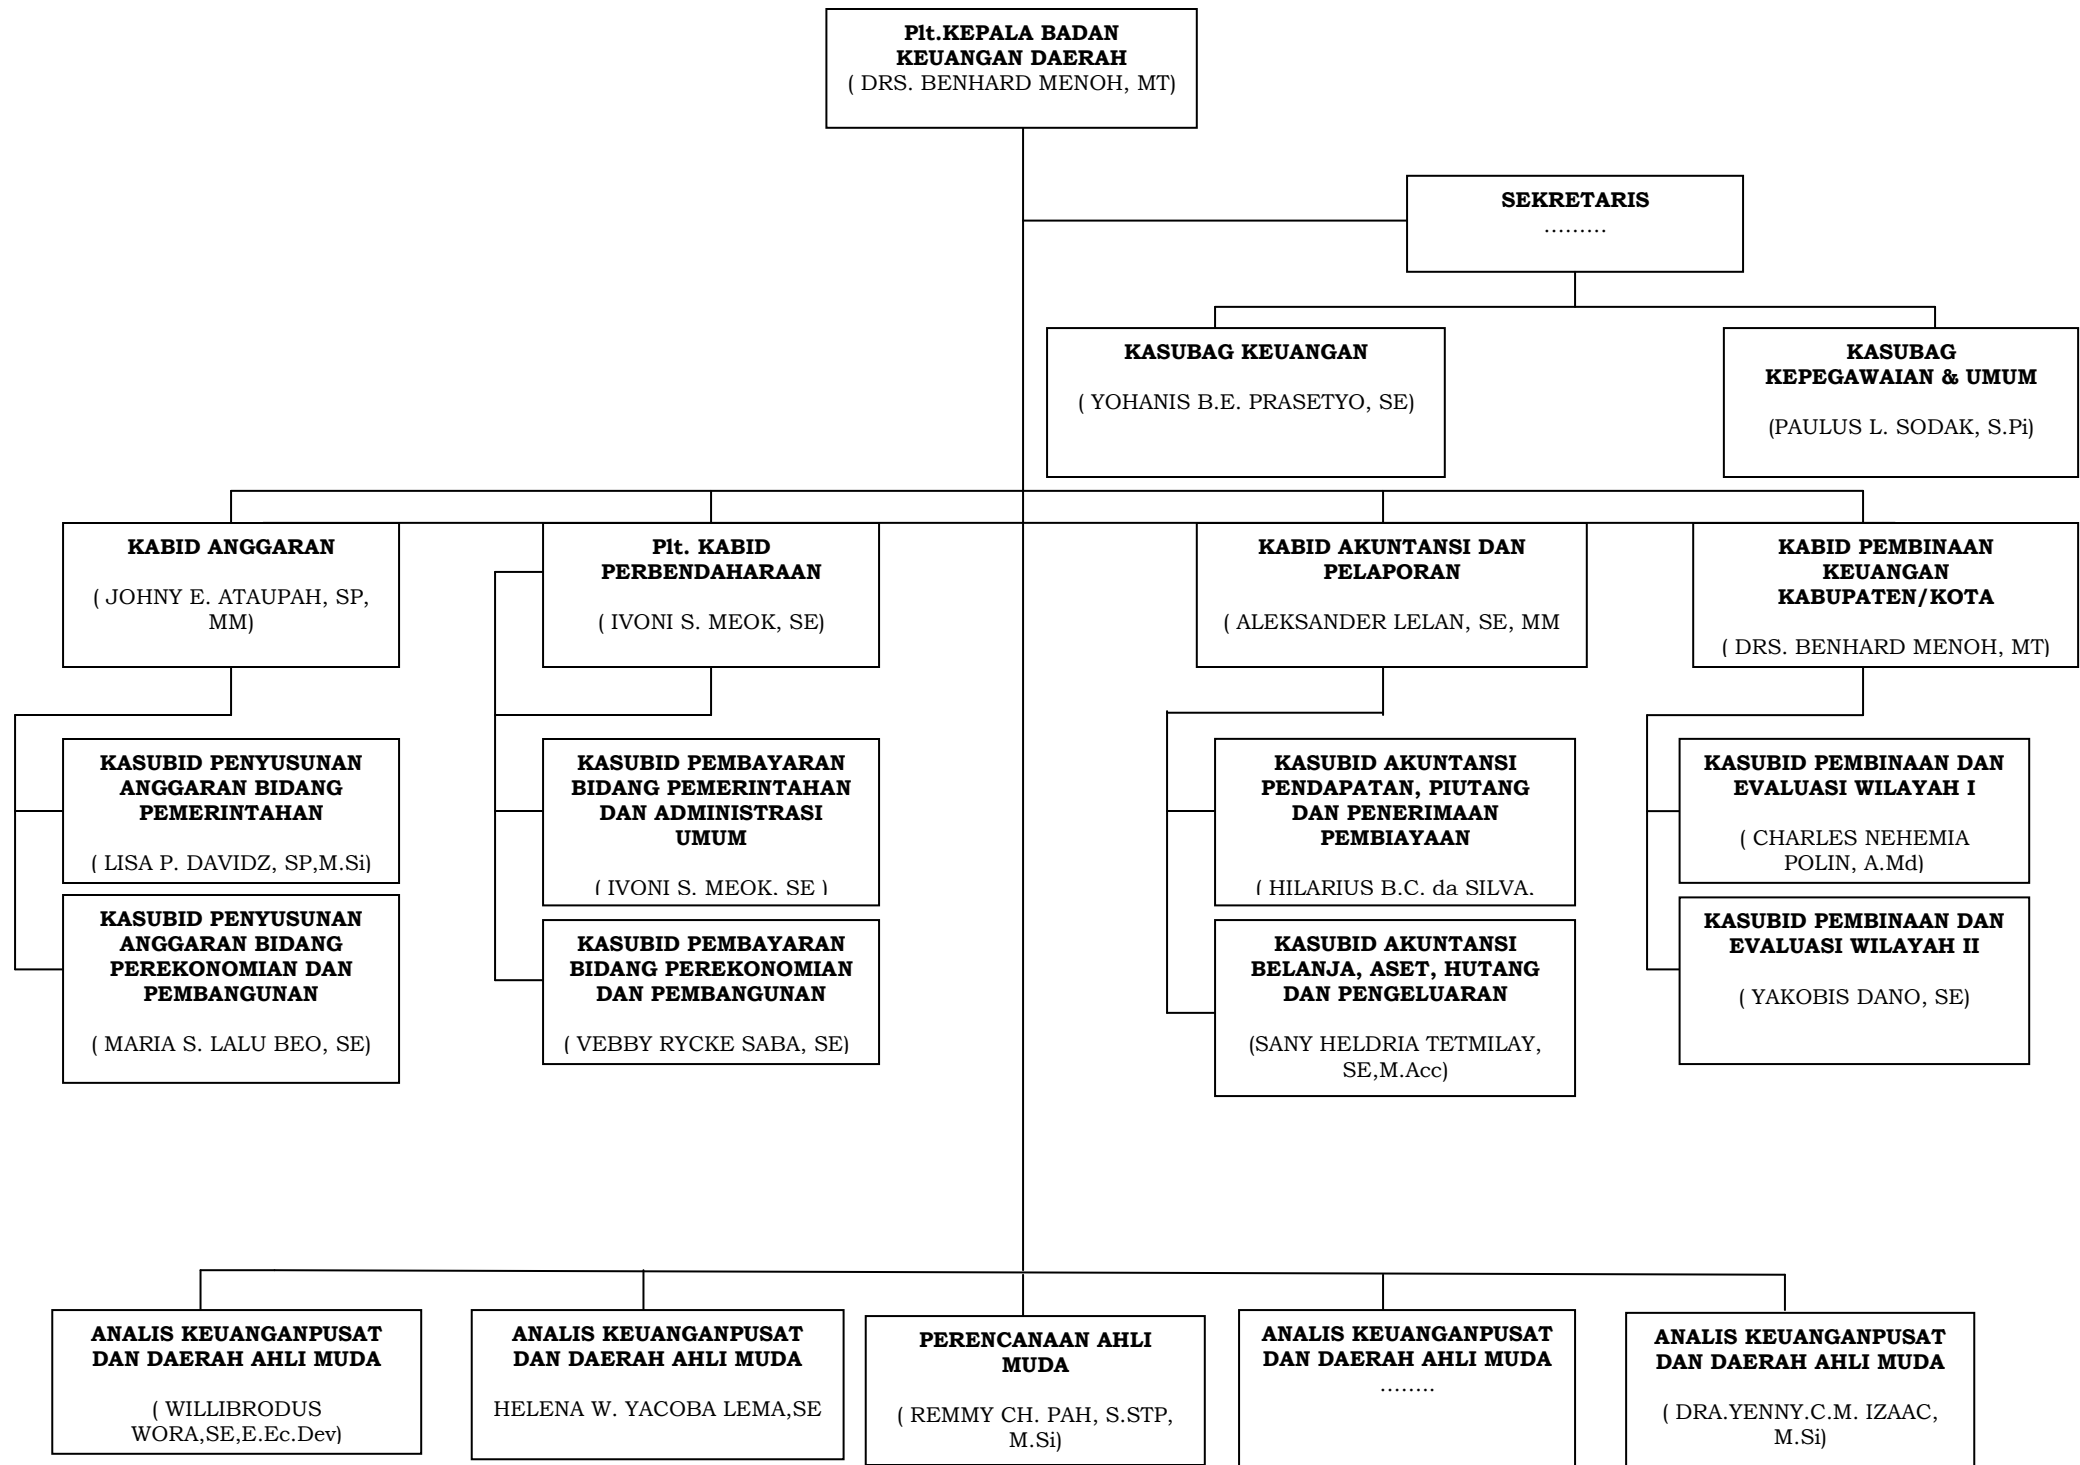 Plt.KEPALA BADAN
KEUANGAN DAERAH
( DRS. BENHARD MENOH, MT)
SEKRETARIS
.........
KASUBAG KEUANGAN
( YOHANIS B.E. PRASETYO, SE)
KASUBAG
KEPEGAWAIAN & UMUM
(PAULUS L. SODAK, S.Pi)
KABID ANGGARAN
( JOHNY E. ATAUPAH, SP,
MM)
Plt. KABID
PERBENDAHARAAN
( IVONI S. MEOK, SE)
KABID AKUNTANSI DAN
PELAPORAN
( ALEKSANDER LELAN, SE, MM
KABID PEMBINAAN
KEUANGAN
KABUPATEN/KOTA
( DRS. BENHARD MENOH, MT)
KASUBID PENYUSUNAN
ANGGARAN BIDANG
PEMERINTAHAN
( LISA P. DAVIDZ, SP,M.Si)
KASUBID PEMBAYARAN
BIDANG PEMERINTAHAN
DAN ADMINISTRASI
UMUM
( IVONI S. MEOK. SE )
KASUBID AKUNTANSI
PENDAPATAN, PIUTANG
DAN PENERIMAAN
PEMBIAYAAN
( HILARIUS B.C. da SILVA.
KASUBID PEMBINAAN DAN
EVALUASI WILAYAH I
( CHARLES NEHEMIA
POLIN, A.Md)
KASUBID PENYUSUNAN
ANGGARAN BIDANG
PEREKONOMIAN DAN
PEMBANGUNAN
( MARIA S. LALU BEO, SE)
KASUBID PEMBAYARAN
BIDANG PEREKONOMIAN
DAN PEMBANGUNAN
( VEBBY RYCKE SABA, SE)
KASUBID AKUNTANSI
BELANJA, ASET, HUTANG
DAN PENGELUARAN
(SANY HELDRIA TETMILAY,
SE,M.Acc)
KASUBID PEMBINAAN DAN
EVALUASI WILAYAH II
( YAKOBIS DANO, SE)
ANALIS KEUANGANPUSAT
DAN DAERAH AHLI MUDA
( WILLIBRODUS
WORA,SE,E.Ec.Dev)
ANALIS KEUANGANPUSAT
DAN DAERAH AHLI MUDA
HELENA W. YACOBA LEMA,SE
PERENCANAAN AHLI
MUDA
( REMMY CH. PAH, S.STP,
M.Si)
ANALIS KEUANGANPUSAT
DAN DAERAH AHLI MUDA
........
ANALIS KEUANGANPUSAT
DAN DAERAH AHLI MUDA
( DRA.YENNY.C.M. IZAAC,
M.Si)